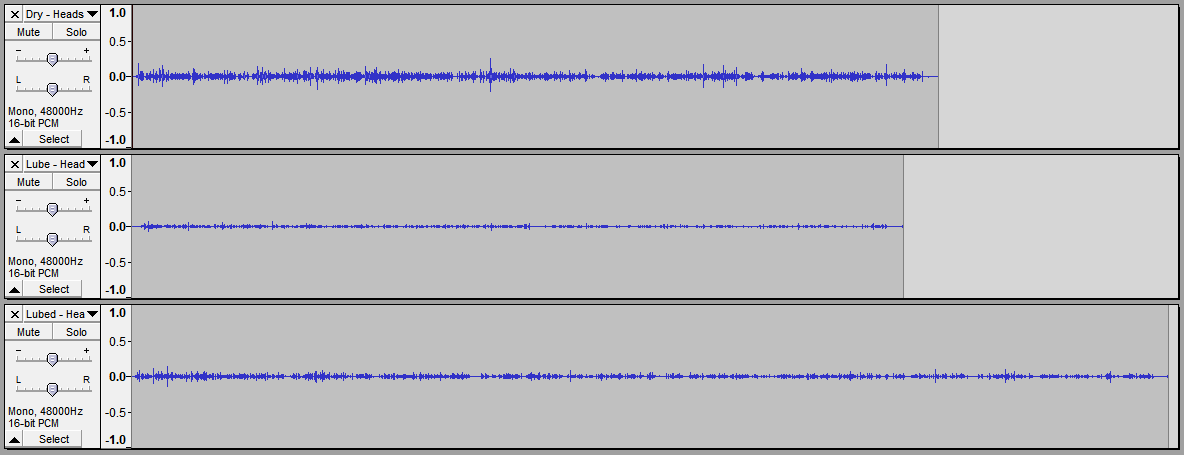 × Dry - Heads
Mute Solo
- +
L R
Mono, 48000Hz
16-bit PCM
Select
1.0
0.5-
0.0-
-0.5-
-1.0
× Lube - Head
Mute Solo
- +
L R
Mono, 48000Hz
16-bit PCM
Select
1.0
0.5-
0.0-
-0.5-
-1.0
× Lubed - Hea
Mute Solo
- +
L R
Mono, 48000Hz
16-bit PCM
Select
1.0
0.5-
0.0-
-0.5-
-1.0